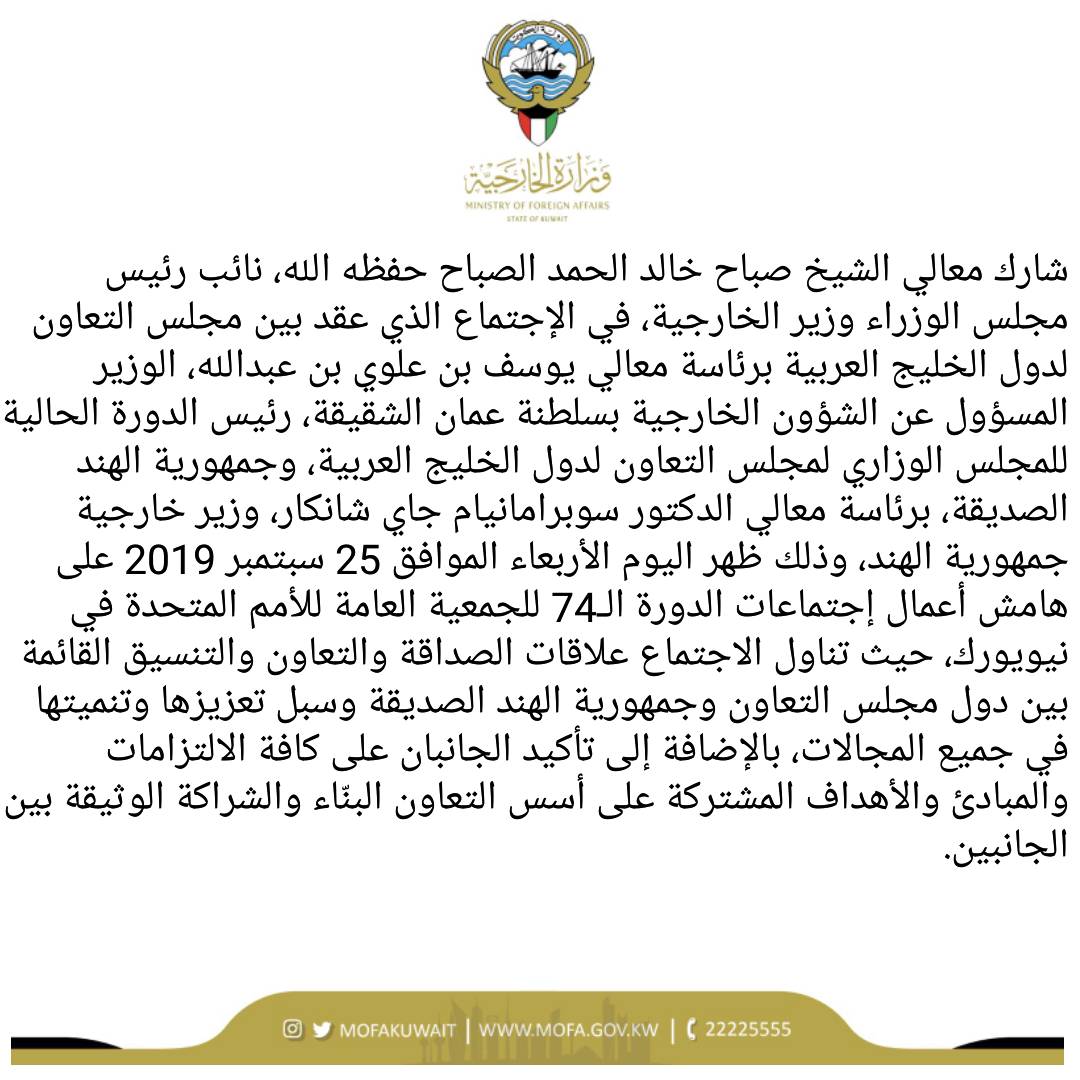 دولة الكويت
وزارة الخارجية
MINISTRY OF FOREIGN AFFAIRS
STATE OF KUWAIT
شارك معالي الشيخ صباح خالد الحمد الصباح حفظه الله، نائب رئيس
مجلس الوزراء وزير الخارجية، في الإجتماع الذي عقد بين مجلس التعاون
لدول الخليج العربية برئاسة معالي يوسف بن علوي بن عبدالله، الوزير
المسؤول عن الشؤون الخارجية بسلطنة عمان الشقيقة، رئيس الدورة الحالية
للمجلس الوزاري لمجلس التعاون لدول الخليج العربية، وجمهورية الهند
الصديقة، برئاسة معالي الدكتور سوبرامانيام جاي شانكار، وزير خارجية
جمهورية الهند، وذلك ظهر اليوم الأربعاء الموافق 25 سبتمبر 2019 على
هامش أعمال إجتماعات الدورة الـ74 للجمعية العامة للأمم المتحدة في
نيويورك، حيث تناول الاجتماع علاقات الصداقة والتعاون والتنسيق القائمة
بين دول مجلس التعاون وجمهورية الهند الصديقة وسبل تعزيزها وتنميتها
في جميع المجالات، بالإضافة إلى تأكيد الجانبان على كافة الالتزامات
والمبادئ والأهداف المشتركة على أسس التعاون البنّاء والشراكة الوثيقة بين
الجانبين.
MOFAKUWAIT | WWW.MOFA.GOV.KW | 22225555